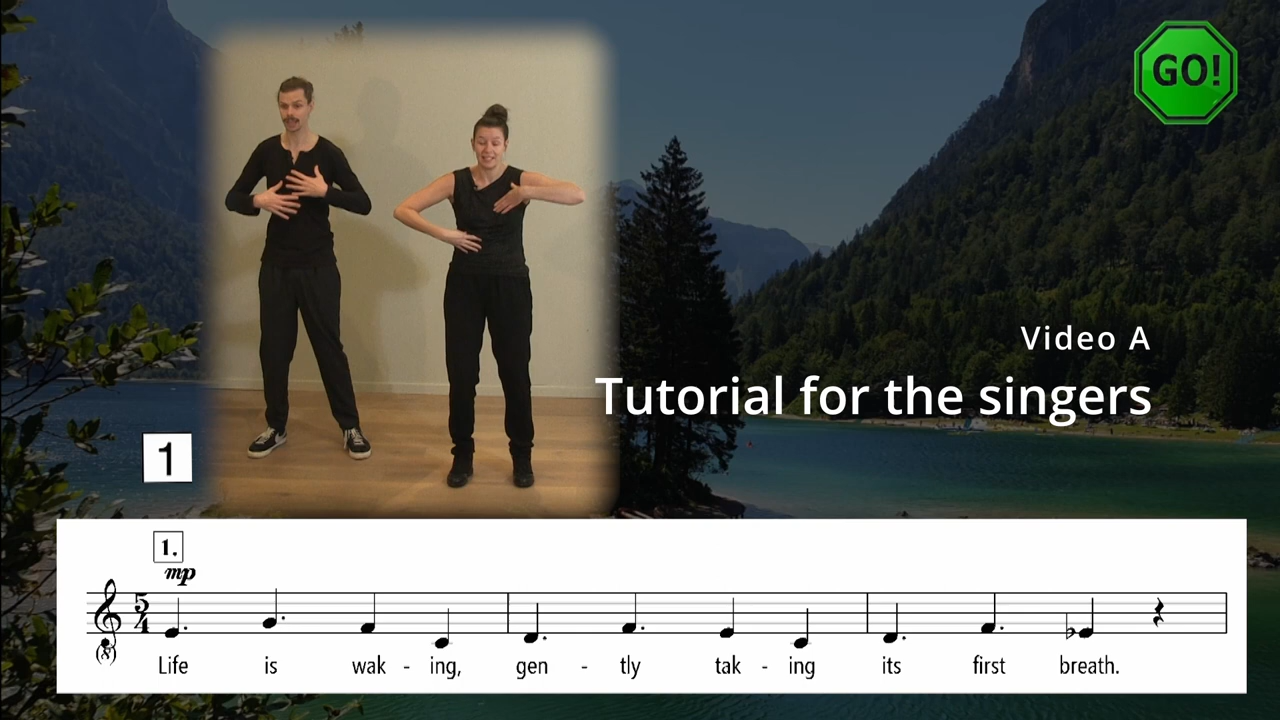 GO!
Video A
Tutorial for the singers
1
1.
mp
5
4
(8)
Life is wak - ing, gen - tly tak - ing its first breath.